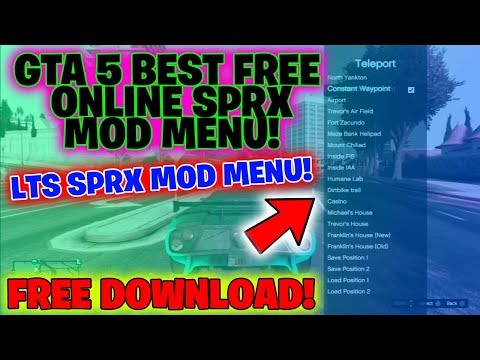 GTA 5 BEST FREE
ONLINE SPRX
MOD MENU!
LTS SPRX MOD MENU!
FREE DOWNLOAD!
Teleport
North Yankton
Constant Waypoint
Airport
Trevor's Air Field
Fort Zacundo
Maze Bank Helipad
Mount Chiliad
Inside FIB
Inside IAA
Humane Lab
Dirtbike trail
Casino
Michael's House
Trevor's House
Franklin's House (New)
Franklin's House (Old)
Save Position 1
Save Position 2
Load Position 1
Load Position 2
Select
Back